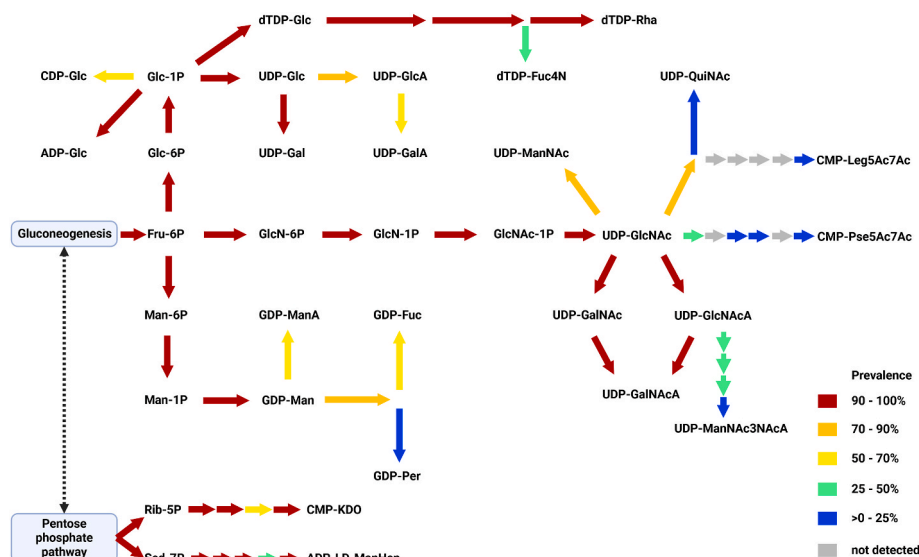 dTDP-Glc
dTDP-Rha
CDP-Glc
Glc-1P
UDP-Glc
UDP-GlcA
dTDP-Fuc4N
UDP-QuiNAc
ADP-Glc
Glc-6P
UDP-Gal
UDP-GalA
UDP-ManNAc
CMP-Leg5Ac7Ac
Gluconeogenesis
Fru-6P
GlcN-6P
GlcN-1P
GlcNAc-1P
UDP-GlcNAc
CMP-Pse5Ac7Ac
Man-6P
GDP-ManA
GDP-Fuc
UDP-GalNAc
UDP-GlcNAcA
Man-1P
GDP-Man
UDP-GalNAcA
UDP-ManNAc3NAcA
GDP-Per
Prevalence
90 - 100%
70 - 90%
50 - 70%
25 - 50%
>0 - 25%
not detected
Pentose
phosphate
pathway
Rib-5P
CMP-KDO
Sed-7P